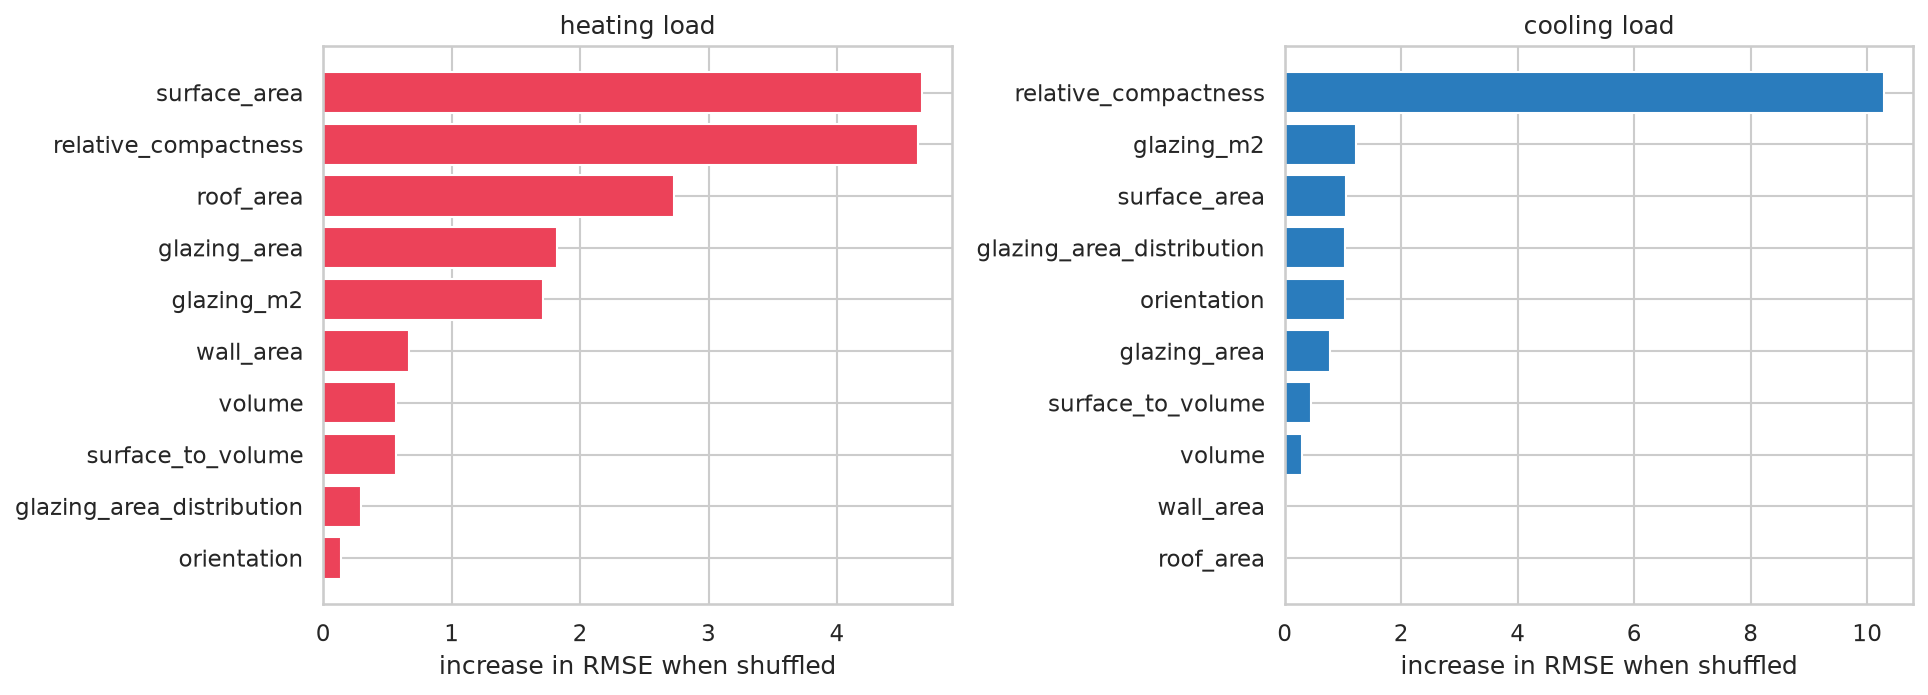 heating load
surface_area
relative_compactness
roof_area
glazing_area
glazing_m2
wall_area
volume
surface_to_volume
glazing_area_distribution
orientation
0 1 2 3 4
increase in RMSE when shuffled
cooling load
relative_compactness
glazing_m2
surface_area
glazing_area_distribution
orientation
glazing_area
surface_to_volume
volume
wall_area
roof_area
0 2 4 6 8 10
increase in RMSE when shuffled